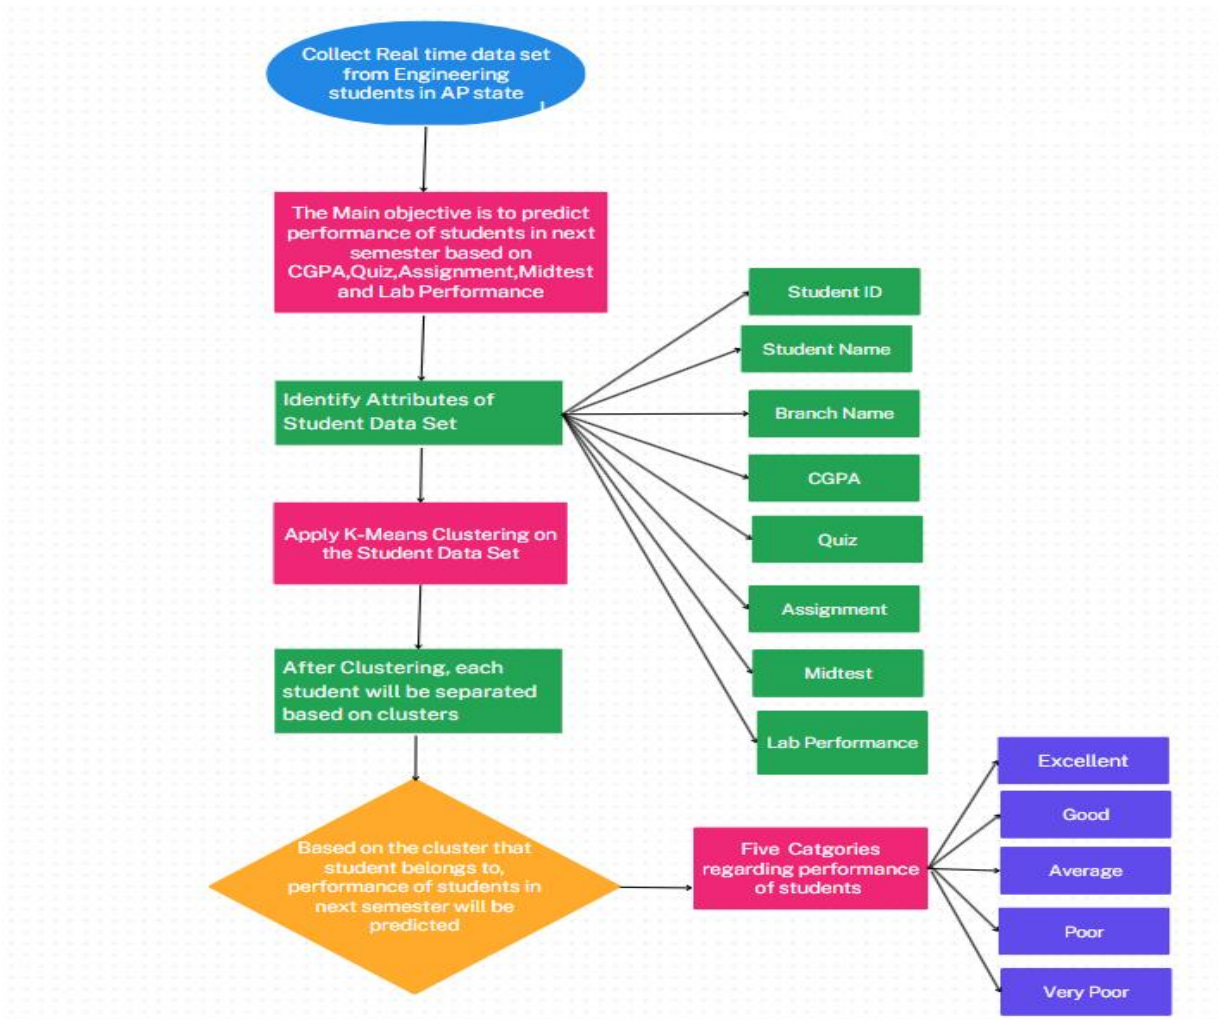 Collect Real time data set
from Engineering
students in AP state
The Main objective is to predict
performance of students in next
semester based on
CGPA,Quiz,Assignment,Midtest
and Lab Performance
Identify Attributes of
Student Data Set
Student ID
Student Name
Branch Name
CGPA
Quiz
Assignment
Midtest
Lab Performance
Apply K-Means Clustering on
the Student Data Set
After Clustering, each
student will be separated
based on clusters
Based on the cluster that
student belongs to,
performance of students in
next semester will be
predicted
Five Catgories
regarding performance
of students
Excellent
Good
Average
Poor
Very Poor